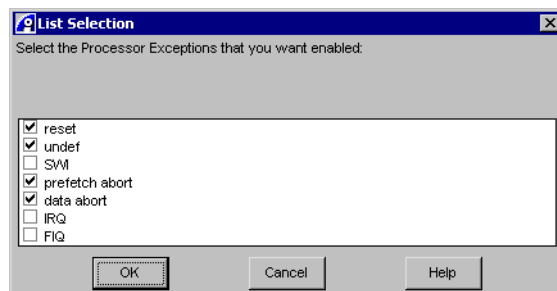 List Selection
Select the Processor Exceptions that you want enabled:
reset
undef
SWI
prefetch abort
data abort
IRQ
FIQ
OK Cancel Help